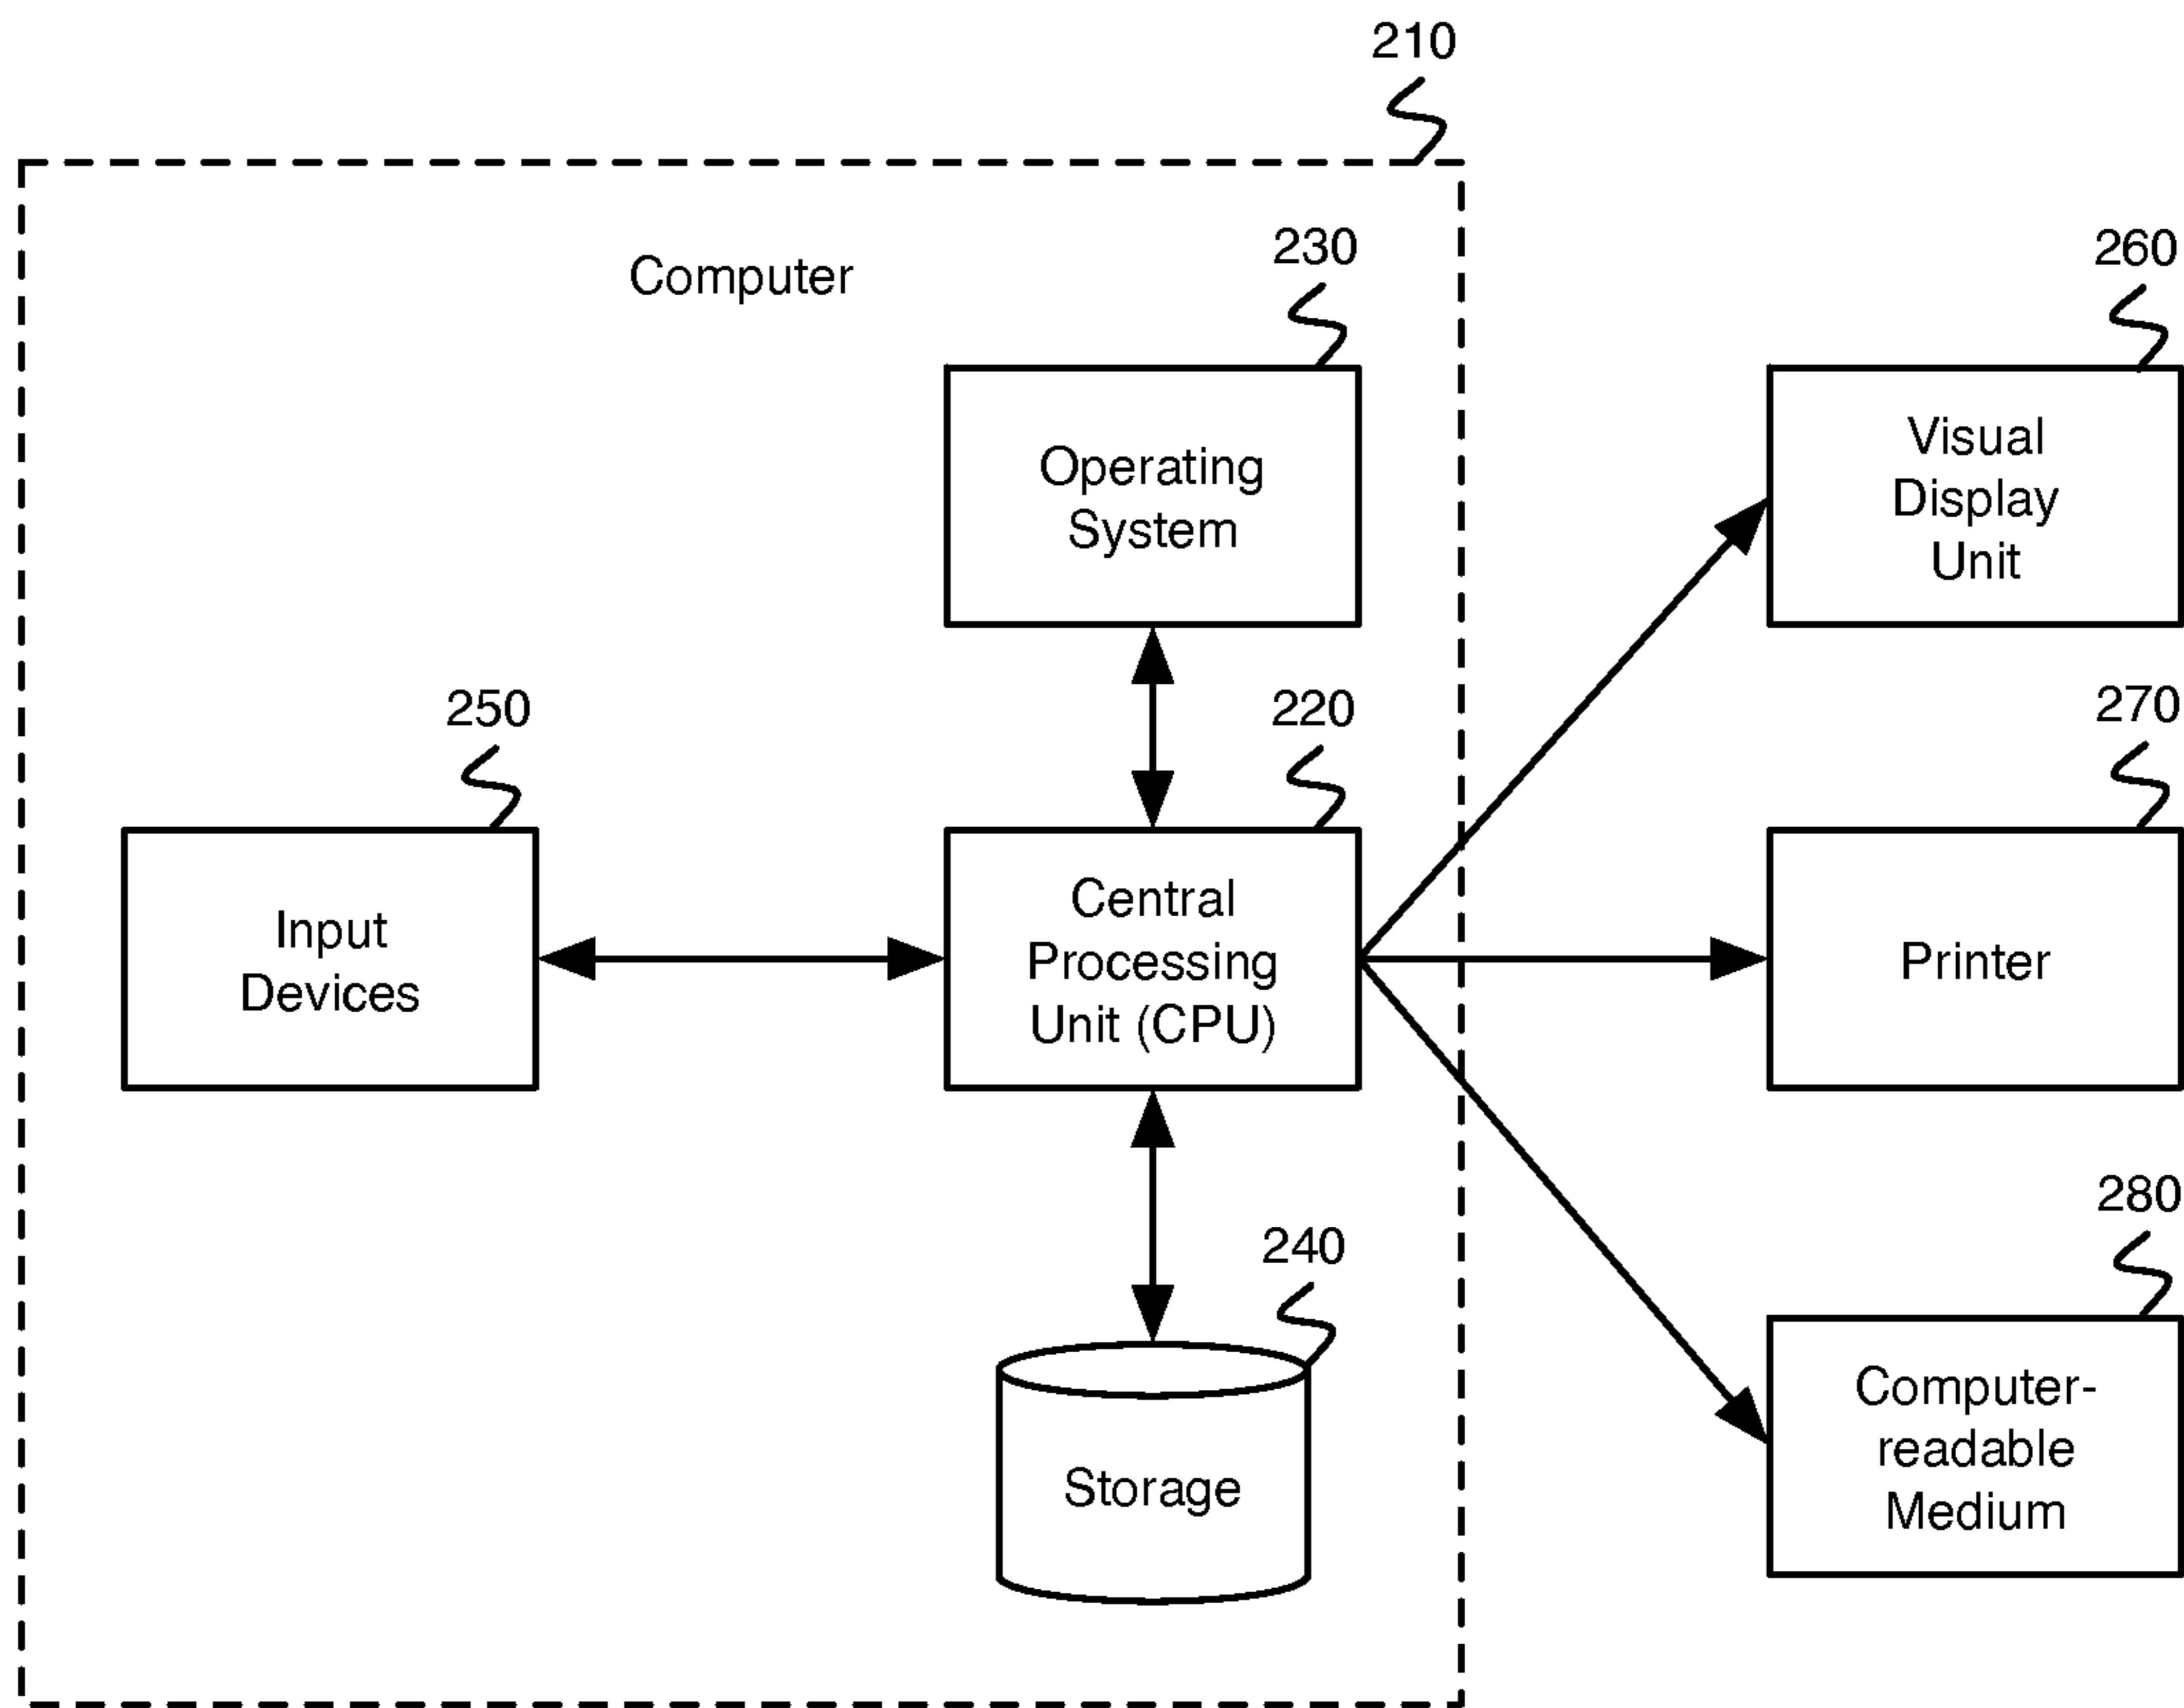 210
Computer
230
260
Operating
System
Visual
Display
Unit
250
220
270
Input
Devices
Central
Processing
Unit (CPU)
Printer
240
280
Storage
Computer-
readable
Medium